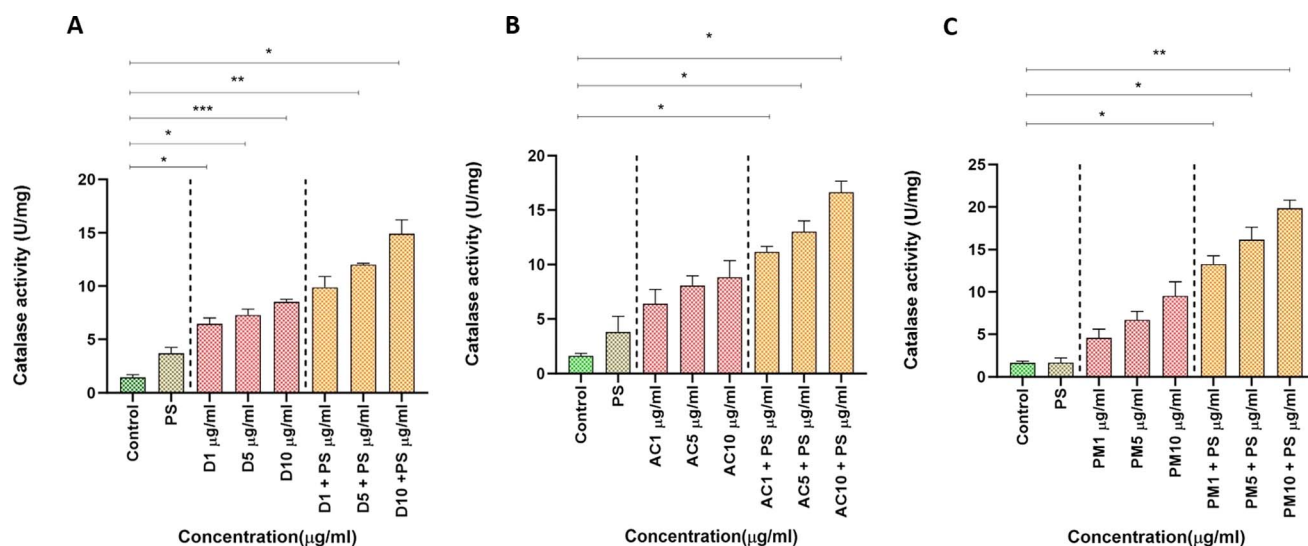 A
*
**
***
*
*
Catalase activity (U/mg)
20
15
10
5
0
Control
PS
D1 μg/ml
D5 μg/ml
D10 μg/ml
D1 + PS μg/ml
D5 + PS μg/ml
D10 +PS μg/ml
Concentration(μg/ml)
B
*
*
*
Catalase activity (U/mg)
20
15
10
5
0
Control
PS
AC1 μg/ml
AC5 μg/ml
AC10 μg/ml
AC1 + PS μg/ml
AC5 + PS μg/ml
AC10 +PS μg/ml
Concentration(μg/ml)
C
**
*
*
Catalase activity (U/mg)
25
20
15
10
5
0
Control
PS
PM1 μg/ml
PM5 μg/ml
PM10 μg/ml
PM1 + PS μg/ml
PM5 + PS μg/ml
PM10 +PS μg/ml
Concentration(μg/ml)